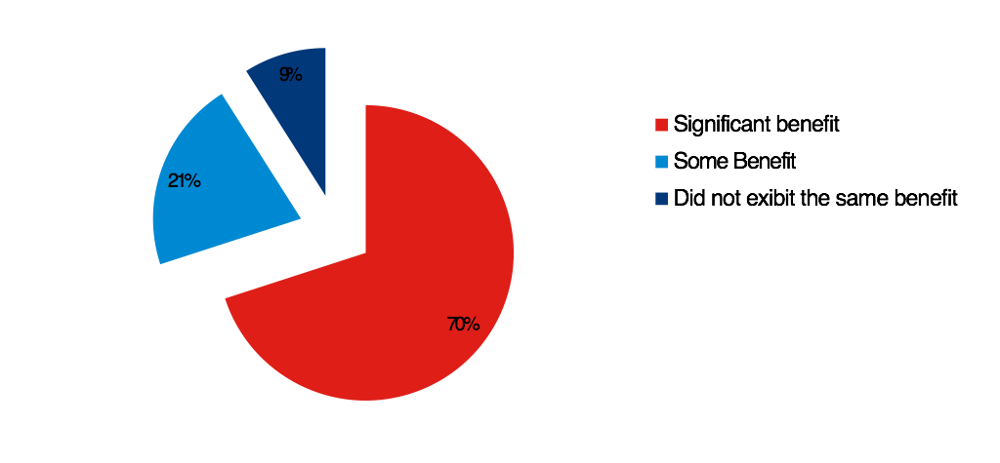 9%
21%
70%
Significant benefit
Some Benefit
Did not exibit the same benefit